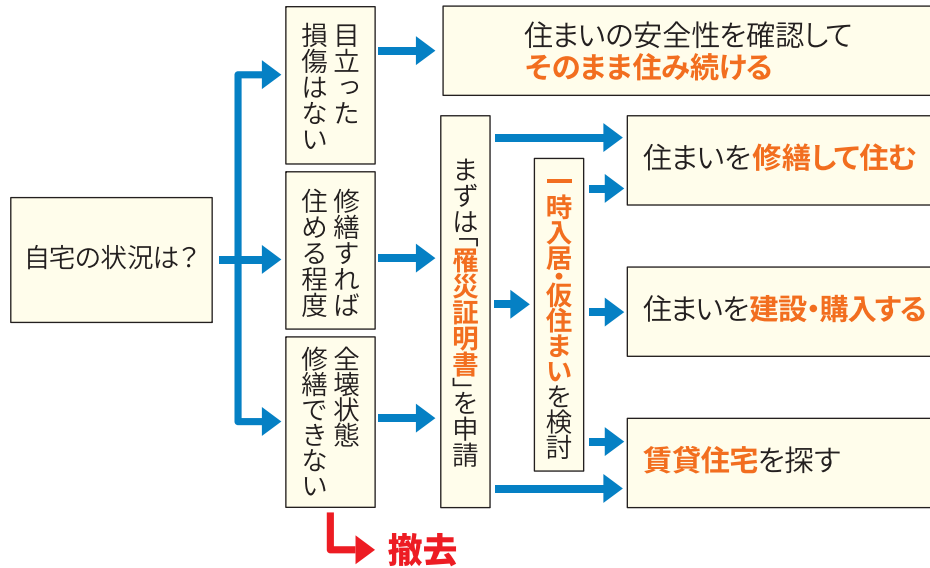 自宅の状況は？
目立った
損傷はない
修繕すれば
住める程度
全壊状態
修繕できない
撤去
まずは「罹災証明書」を申請
一時入居・仮住まいを検討
住まいの安全性を確認して
そのまま住み続ける
住まいを修繕して住む
住まいを建設・購入する
賃貸住宅を探す